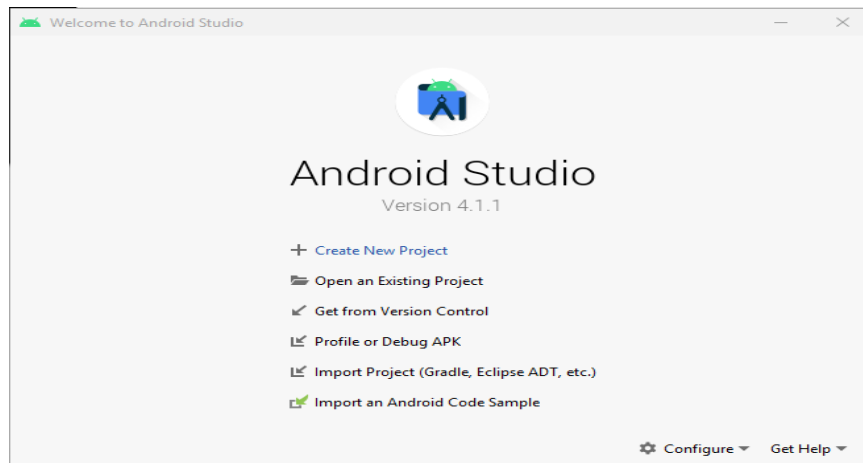 Welcome to Android Studio
Android Studio
Version 4.1.1
Create New Project
Open an Existing Project
Get from Version Control
Profile or Debug APK
Import Project (Gradle, Eclipse ADT, etc.)
Import an Android Code Sample
Configure Get Help